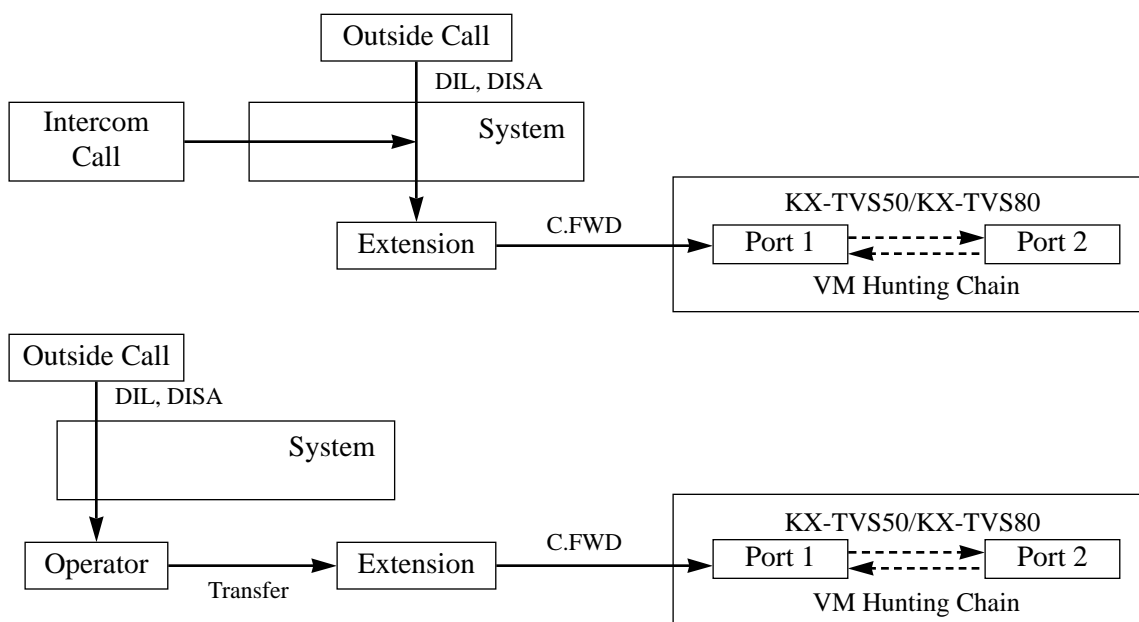 Outside Call
DIL, DISA
Intercom
Call
System
Extension
C.FWD
KX-TVS50/KX-TVS80
Port 1
Port 2
VM Hunting Chain
Outside Call
DIL, DISA
System
Operator
Transfer
Extension
C.FWD
KX-TVS50/KX-TVS80
Port 1
Port 2
VM Hunting Chain